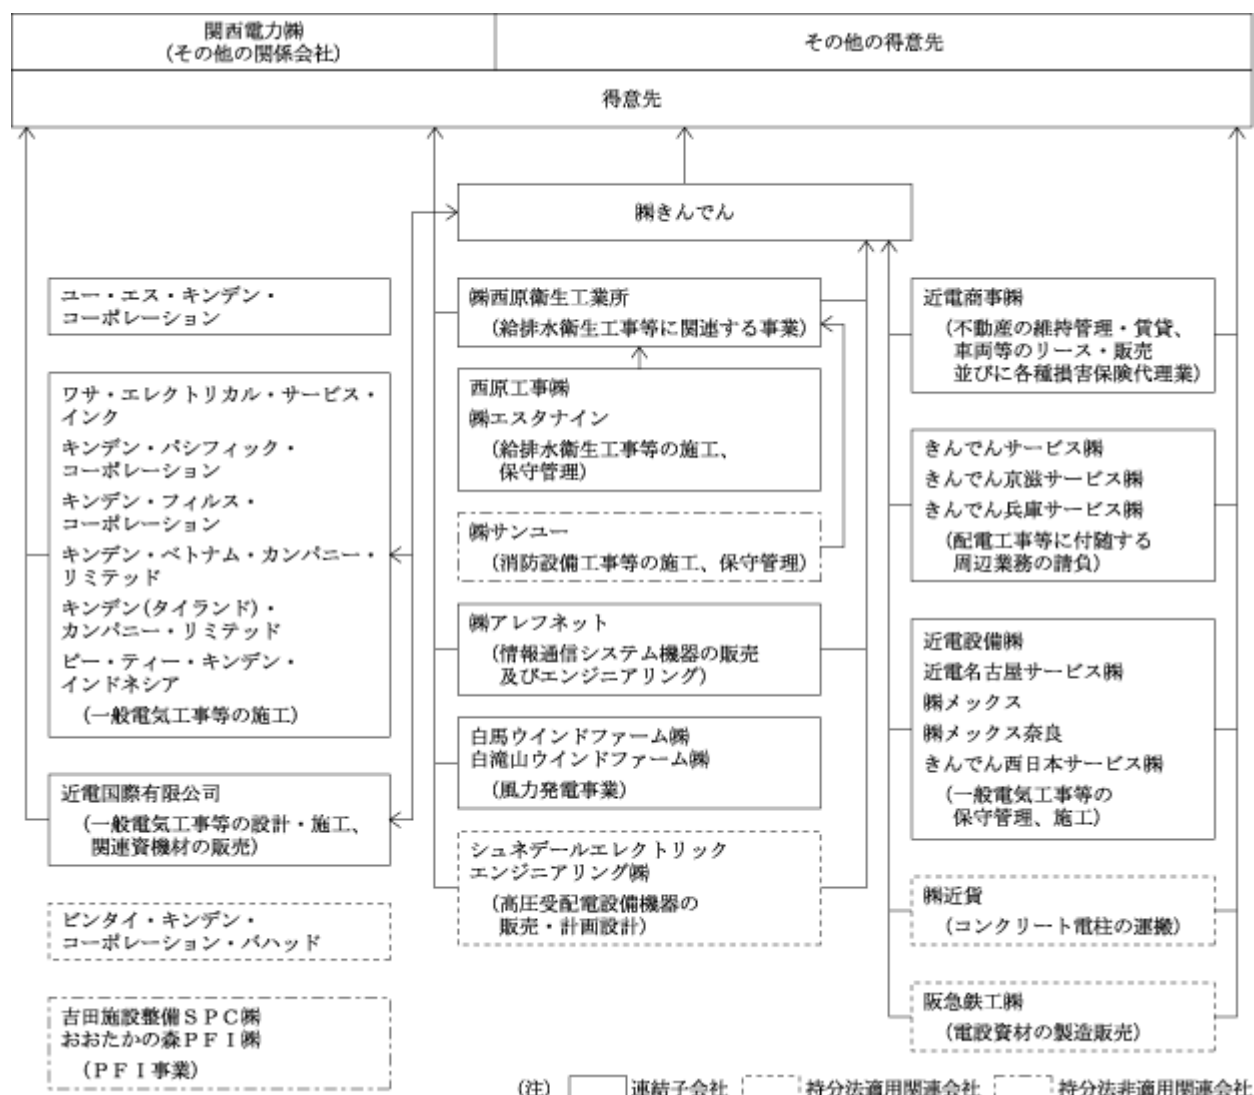 関西電力㈱
(その他の関係会社)
その他の得意先
得意先
㈱きんでん
ユー・エス・キンデン・
コーポレーション
ワサ・エレクトリカル・サービス・
インク
キンデン・パシフィック・
コーポレーション
キンデン・フィルス・
コーポレーション
キンデン・ベトナム・カンパニー・
リミテッド
キンデン(タイランド)・
カンパニー・リミテッド
ピー・ティー・キンデン・
インドネシア
(一般電気工事等の施工)
近電国際有限公司
(一般電気工事等の設計・施工、
関連資機材の販売)
ビンタイ・キンデン・
コーポレーション・バハッド
吉田施設整備SPC㈱
おおたかの森PFI㈱
(PFI事業)
㈱西原衛生工業所
(給排水衛生工事等に関連する事業)
西原工事㈱
㈱エスタナイン
(給排水衛生工事等の施工、
保守管理)
㈱サンユー
(消防設備工事等の施工、保守管理)
㈱アレフネット
(情報通信システム機器の販売
及びエンジニアリング)
白馬ウインドファーム㈱
白滝山ウインドファーム㈱
(風力発電事業)
シュネデールエレクトリック
エンジニアリング㈱
(高圧受配電設備機器の
販売・計画設計)
近電商事㈱
(不動産の維持管理・賃貸、
車両等のリース・販売
並びに各種損害保険代理業)
きんでんサービス㈱
きんでん京滋サービス㈱
きんでん兵庫サービス㈱
(配電工事等に付随する
周辺業務の請負)
近電設備㈱
近電名古屋サービス㈱
㈱メックス
㈱メックス奈良
きんでん西日本サービス㈱
(一般電気工事等の
保守管理、施工)
㈱近貨
(コンクリート電柱の運搬)
阪急鉄工㈱
(電設資材の製造販売)
(注) 連結子会社 持分法適用関連会社 持分法非適用関連会社